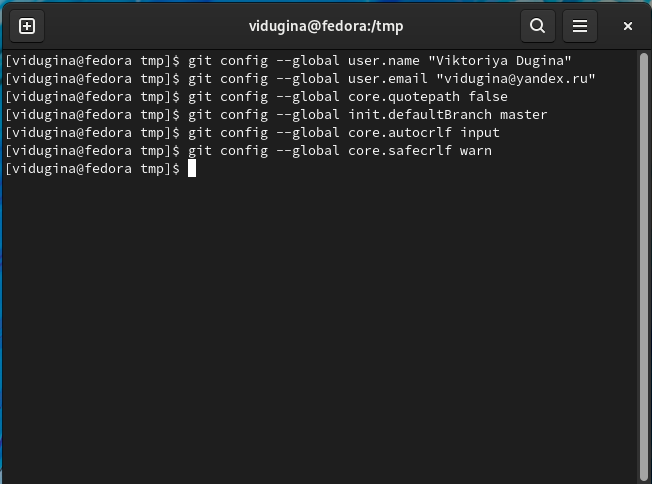 vidugina@fedora:/tmp
[vidugina@fedora tmp]$ git config --global user.name "Viktoriya Dugina"
[vidugina@fedora tmp]$ git config --global user.email "vidugina@yandex.ru"
[vidugina@fedora tmp]$ git config --global core.quotepath false
[vidugina@fedora tmp]$ git config --global init.defaultBranch master
[vidugina@fedora tmp]$ git config --global core.autocrlf input
[vidugina@fedora tmp]$ git config --global core.safecrlf warn
[vidugina@fedora tmp]$